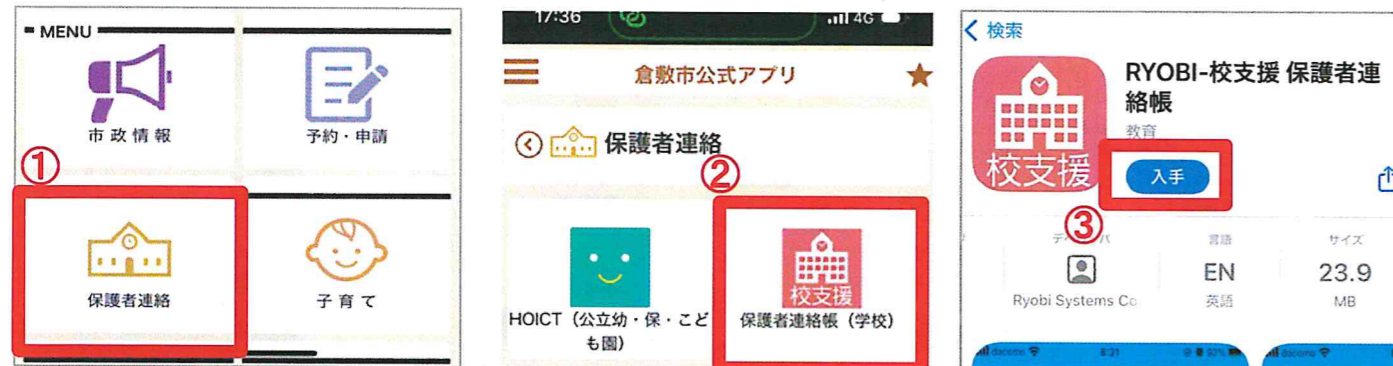 MENU
市政情報
予約・申請
①
保護者連絡
子育て
17:36
4G
倉敷市公式アプリ
保護者連絡
②
HOICT（公立幼・保・こど
も園）
校支援
保護者連絡帳（学校）
検索
RYOBI-校支援 保護者連
絡帳
教育
校支援
入手
③
言語
サイズ
EN
23.9
Ryobi Systems Co
英語
MB
docomo
8:31
92%
docomo